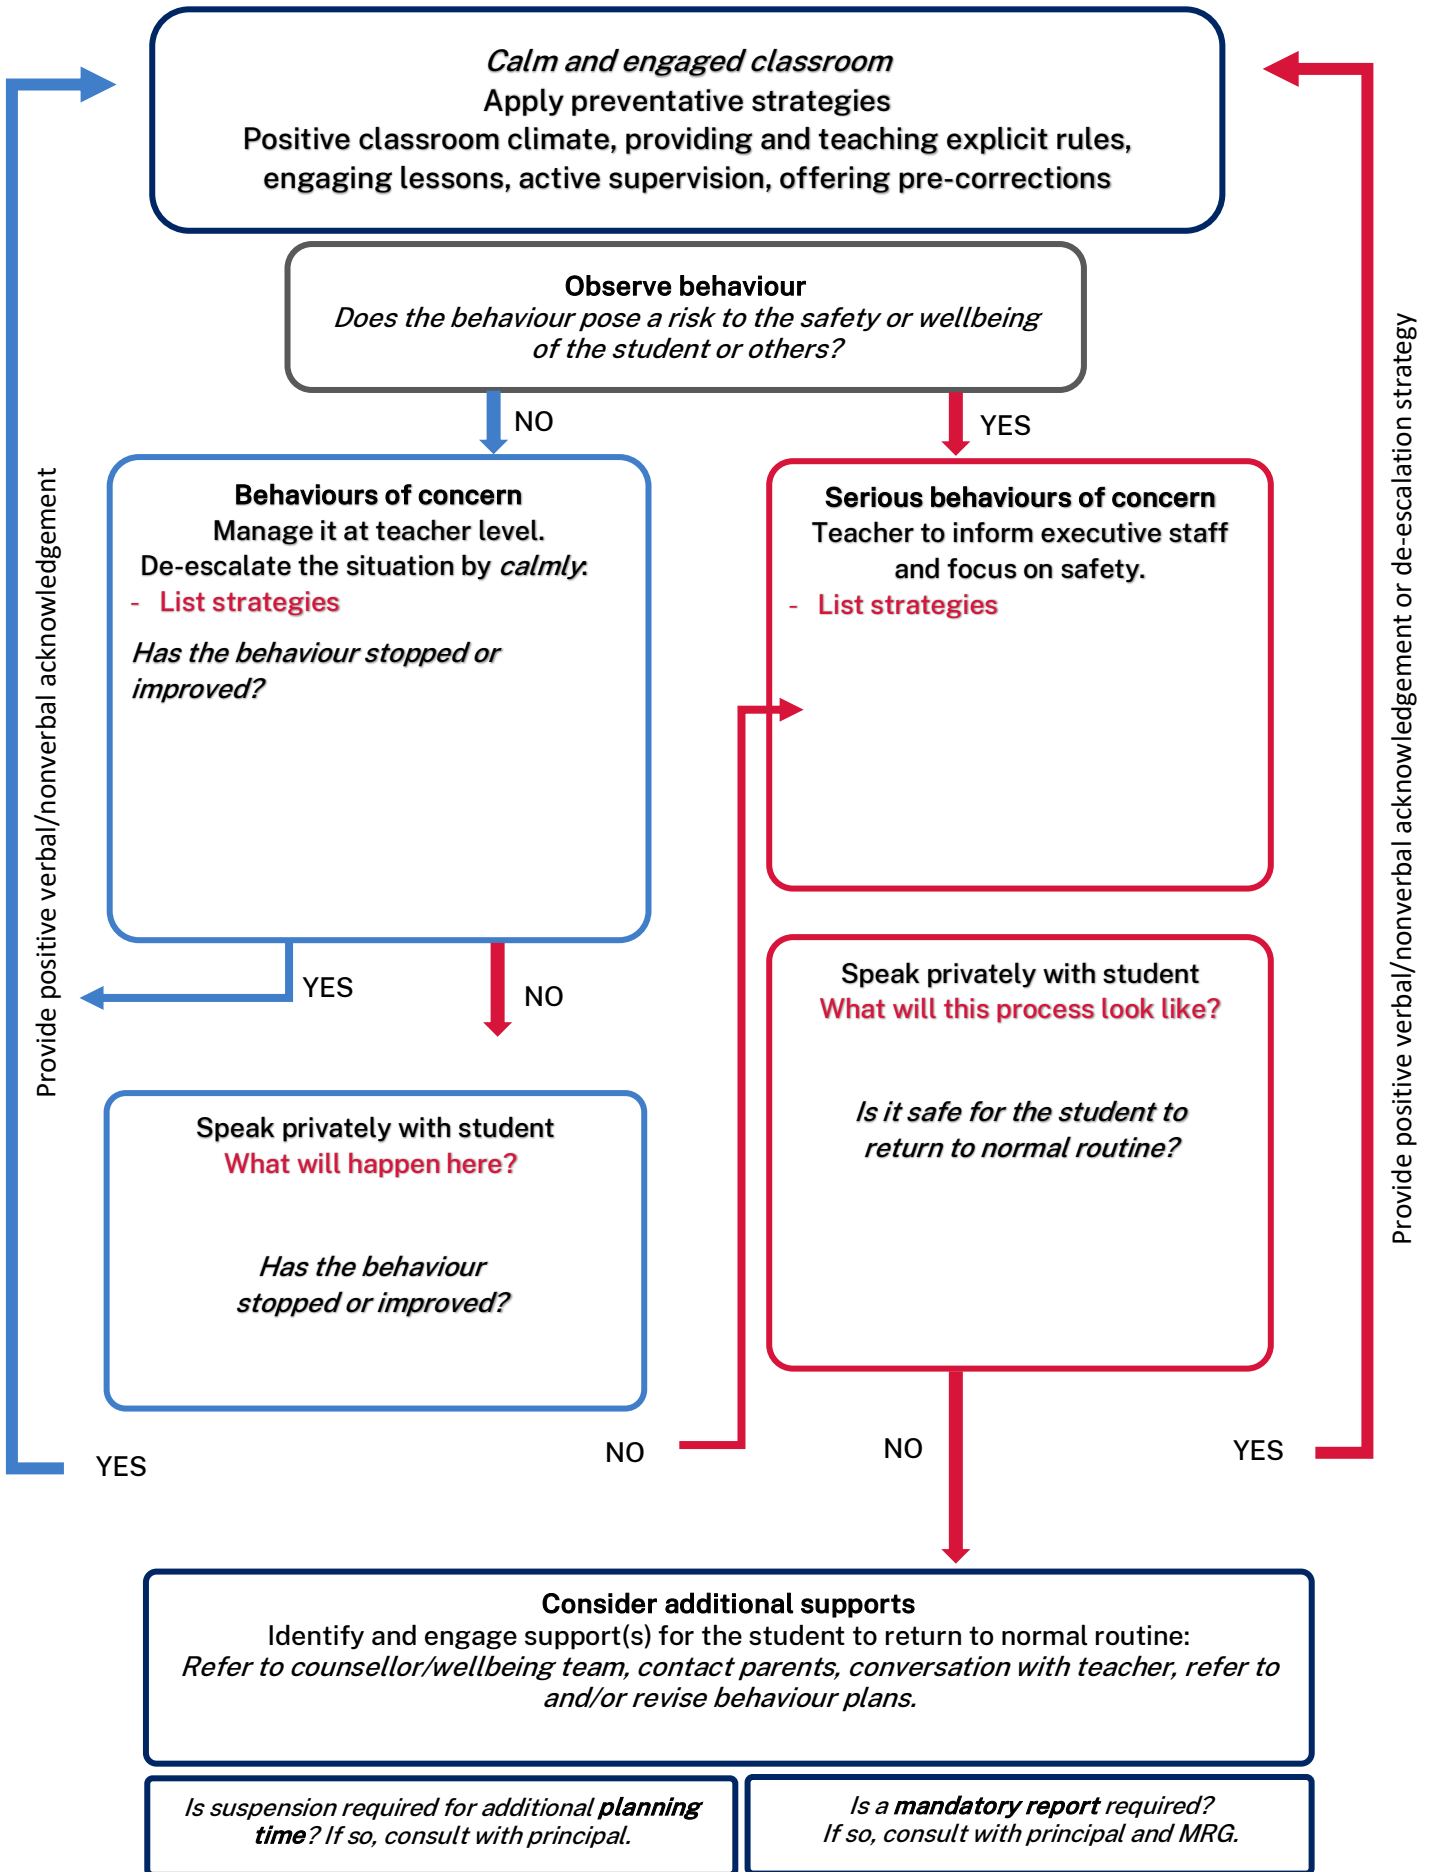 Calm and engaged classroom
Apply preventative strategies
Positive classroom climate, providing and teaching explicit rules,
engaging lessons, active supervision, offering pre-corrections
Observe behaviour
Does the behaviour pose a risk to the safety or wellbeing
of the student or others?
NO
YES
Behaviours of concern
Manage it at teacher level.
De-escalate the situation by calmly:
- List strategies
Has the behaviour stopped or
improved?
Serious behaviours of concern
Teacher to inform executive staff
and focus on safety.
- List strategies
YES
NO
Speak privately with student
What will happen here?
Has the behaviour
stopped or improved?
Speak privately with student
What will this process look like?
Is it safe for the student to
return to normal routine?
YES
NO
NO
YES
Provide positive verbal/nonverbal acknowledgement
Provide positive verbal/nonverbal acknowledgement or de-escalation strategy
Consider additional supports
Identify and engage support(s) for the student to return to normal routine:
Refer to counsellor/wellbeing team, contact parents, conversation with teacher, refer to
and/or revise behaviour plans.
Is suspension required for additional planning
time? If so, consult with principal.
Is a mandatory report required?
If so, consult with principal and MRG.